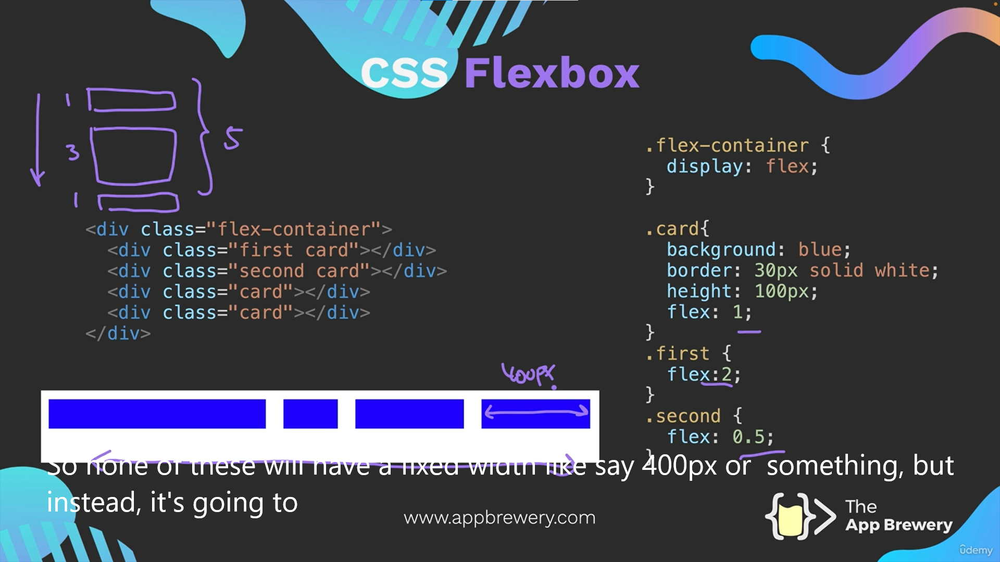 CSS Flexbox
1
3
1
5
<div class="flex-container">
<div class="first card"></div>
<div class="second card"></div>
<div class="card"></div>
<div class="card"></div>
</div>
.flex-container {
display: flex;
}
.card{
background: blue;
border: 30px solid white;
height: 100px;
flex: 1;
}
.first {
flex:2;
}
.second {
flex: 0.5;
}
400px
So none of these will have a fixed width like say 400px or  something, but
instead, it's going to
www.appbrewery.com
The
App Brewery
ûdemy